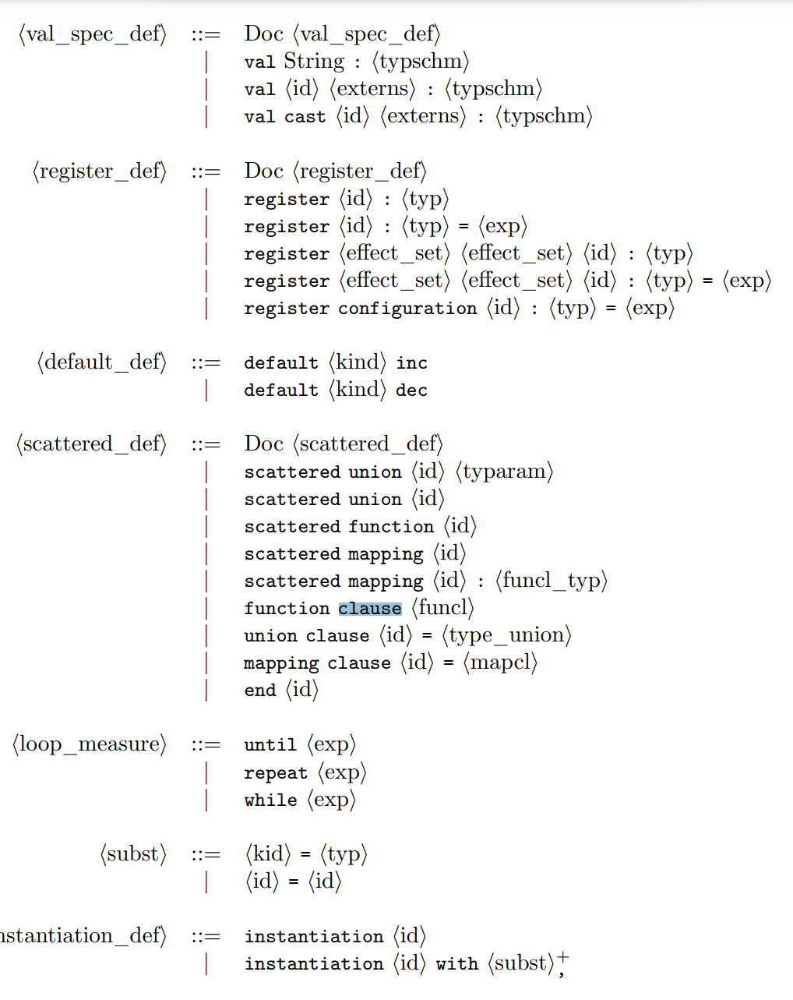 ⟨val_spec_def⟩ ::= Doc ⟨val_spec_def⟩
| val String : ⟨typschm⟩
| val ⟨id⟩ ⟨externs⟩ : ⟨typschm⟩
| val cast ⟨id⟩ ⟨externs⟩ : ⟨typschm⟩
⟨register_def⟩ ::= Doc ⟨register_def⟩
| register ⟨id⟩ : ⟨typ⟩
| register ⟨id⟩ : ⟨typ⟩ = ⟨exp⟩
| register ⟨effect_set⟩ ⟨effect_set⟩ ⟨id⟩ : ⟨typ⟩
| register ⟨effect_set⟩ ⟨effect_set⟩ ⟨id⟩ : ⟨typ⟩ = ⟨exp⟩
| register configuration ⟨id⟩ : ⟨typ⟩ = ⟨exp⟩
⟨default_def⟩ ::= default ⟨kind⟩ inc
| default ⟨kind⟩ dec
⟨scattered_def⟩ ::= Doc ⟨scattered_def⟩
| scattered union ⟨id⟩ ⟨typaram⟩
| scattered union ⟨id⟩
| scattered function ⟨id⟩
| scattered mapping ⟨id⟩
| scattered mapping ⟨id⟩ : ⟨funcl_typ⟩
| function clause ⟨funcl⟩
| union clause ⟨id⟩ = ⟨type_union⟩
| mapping clause ⟨id⟩ = ⟨mapcl⟩
| end ⟨id⟩
⟨loop_measure⟩ ::= until ⟨exp⟩
| repeat ⟨exp⟩
| while ⟨exp⟩
⟨subst⟩ ::= ⟨kid⟩ = ⟨typ⟩
| ⟨id⟩ = ⟨id⟩
nstantiation_def⟩ ::= instantiation ⟨id⟩
| instantiation ⟨id⟩ with ⟨subst⟩⁺,